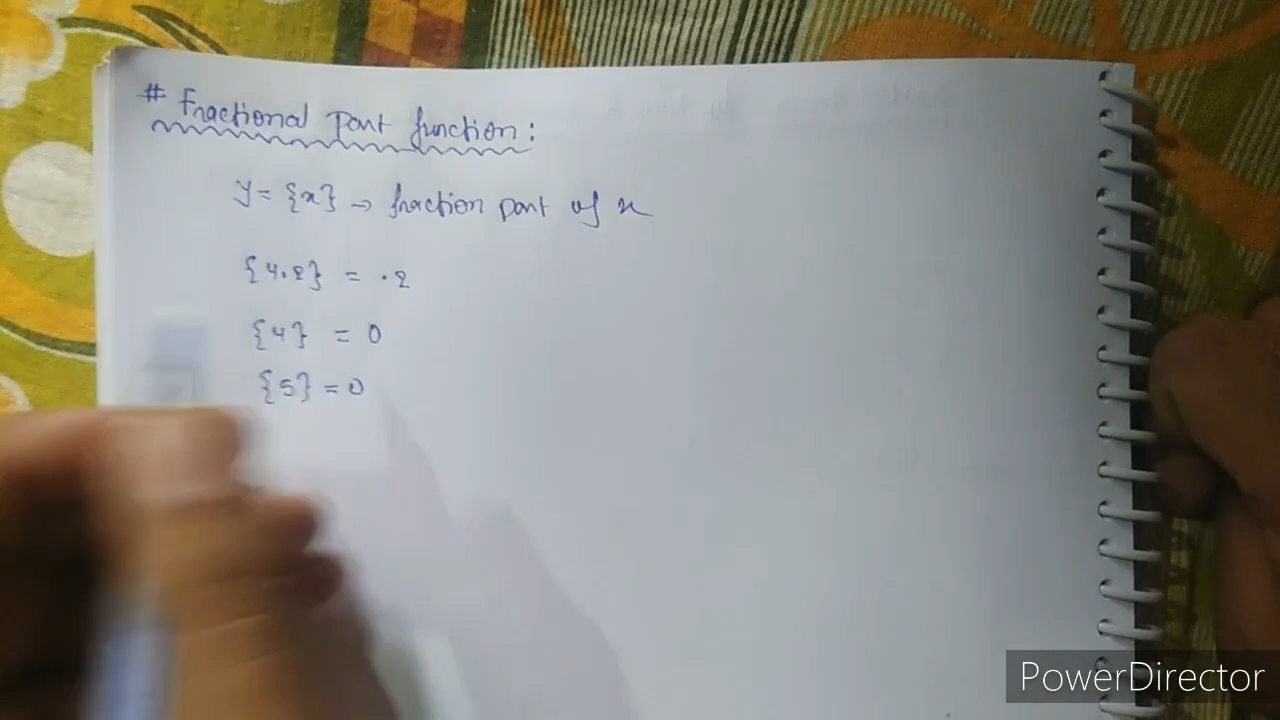 # Fractional part function:
y = {x} → fraction part of x
{4.2} = .2
{4} = 0
{5} = 0
PowerDirector